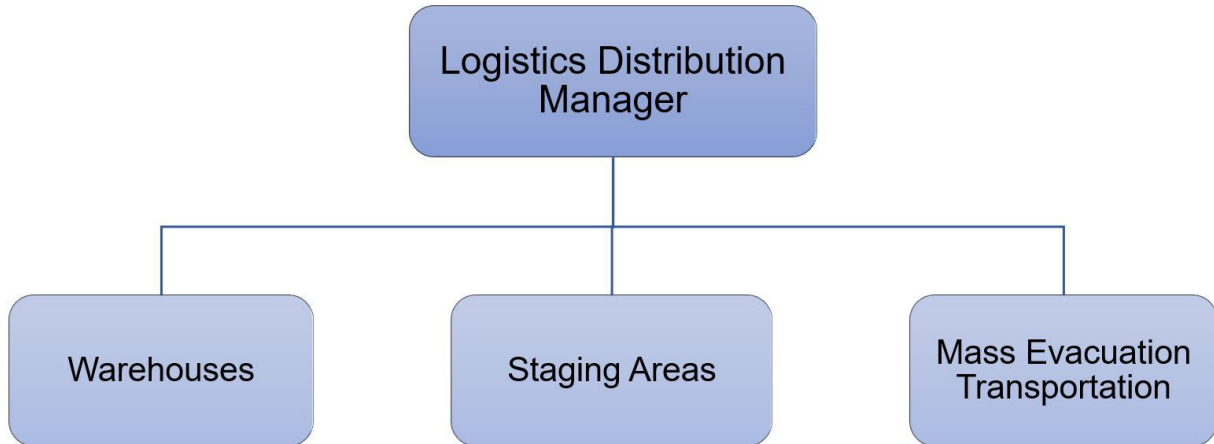 Logistics Distribution
Manager
Warehouses
Staging Areas
Mass Evacuation
Transportation